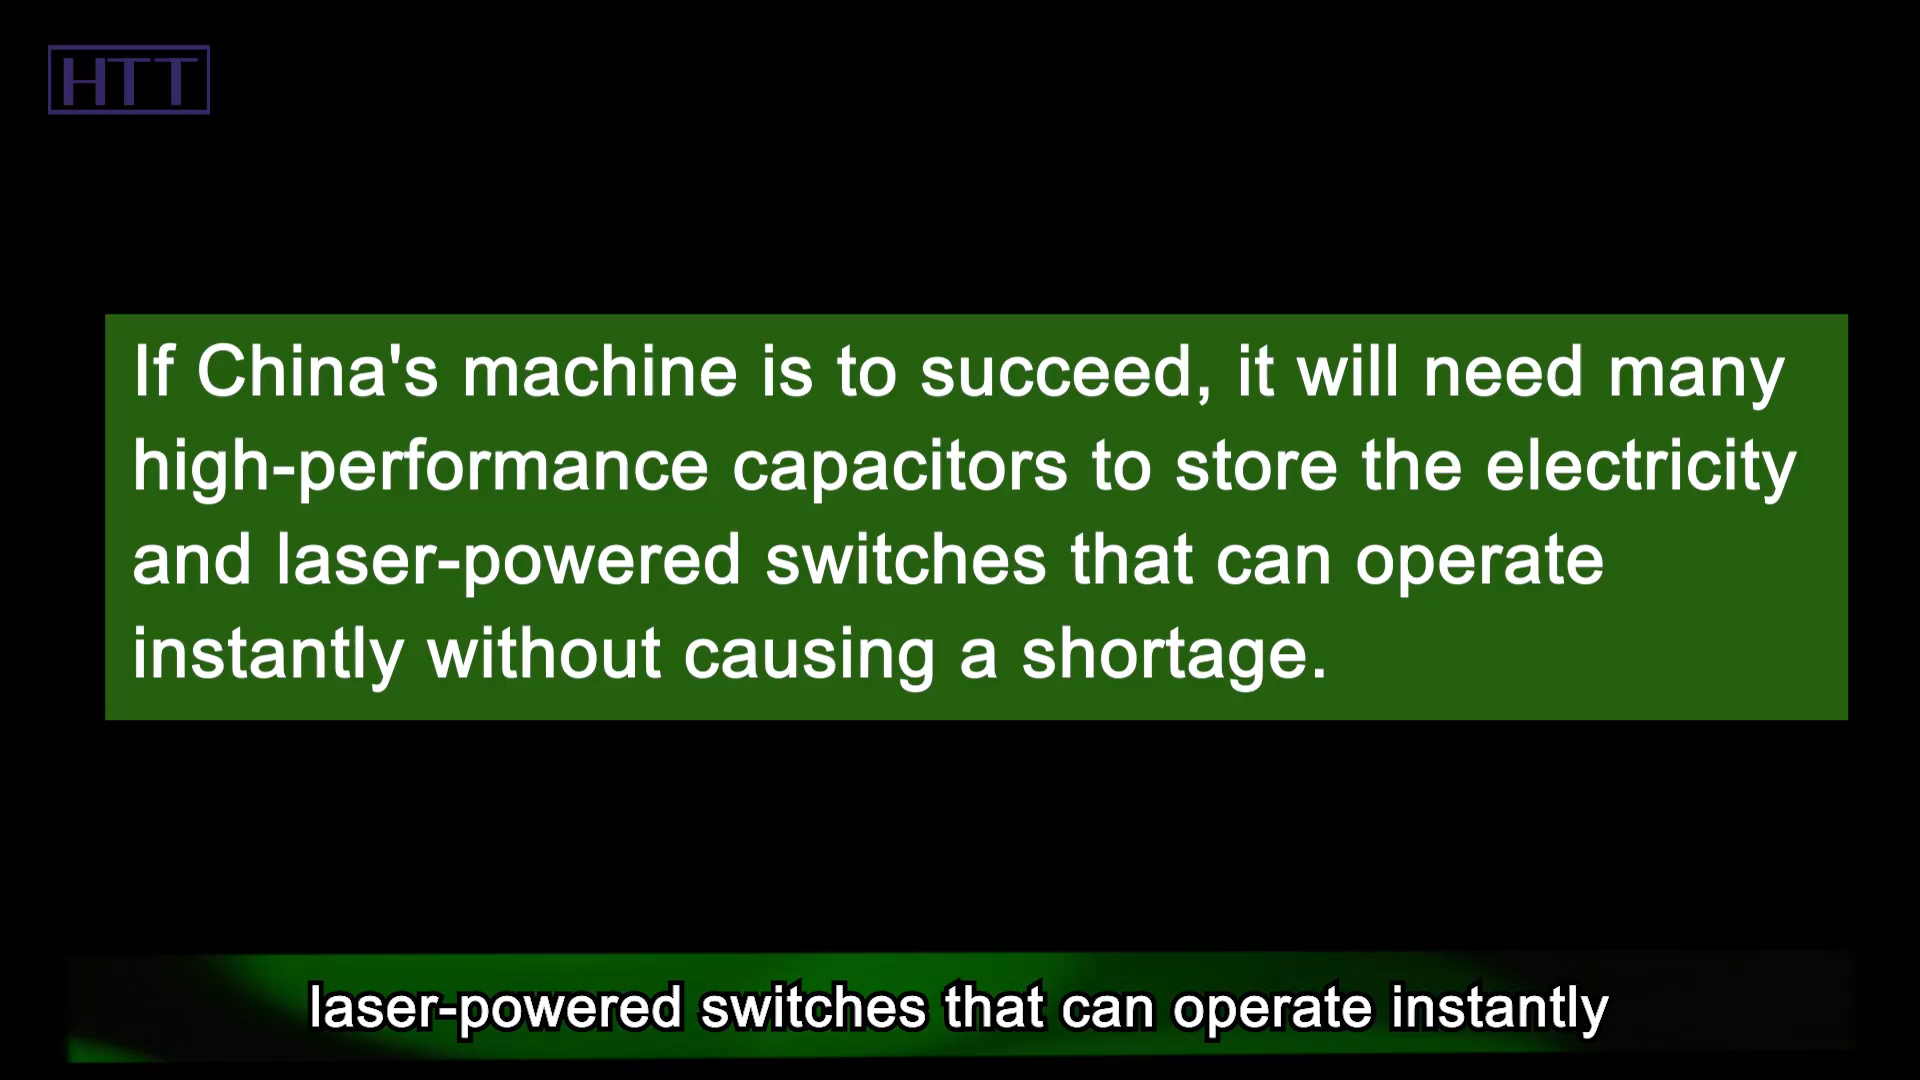 HTT
If China's machine is to succeed, it will need many
high-performance capacitors to store the electricity
and laser-powered switches that can operate
instantly without causing a shortage.
laser-powered switches that can operate instantly